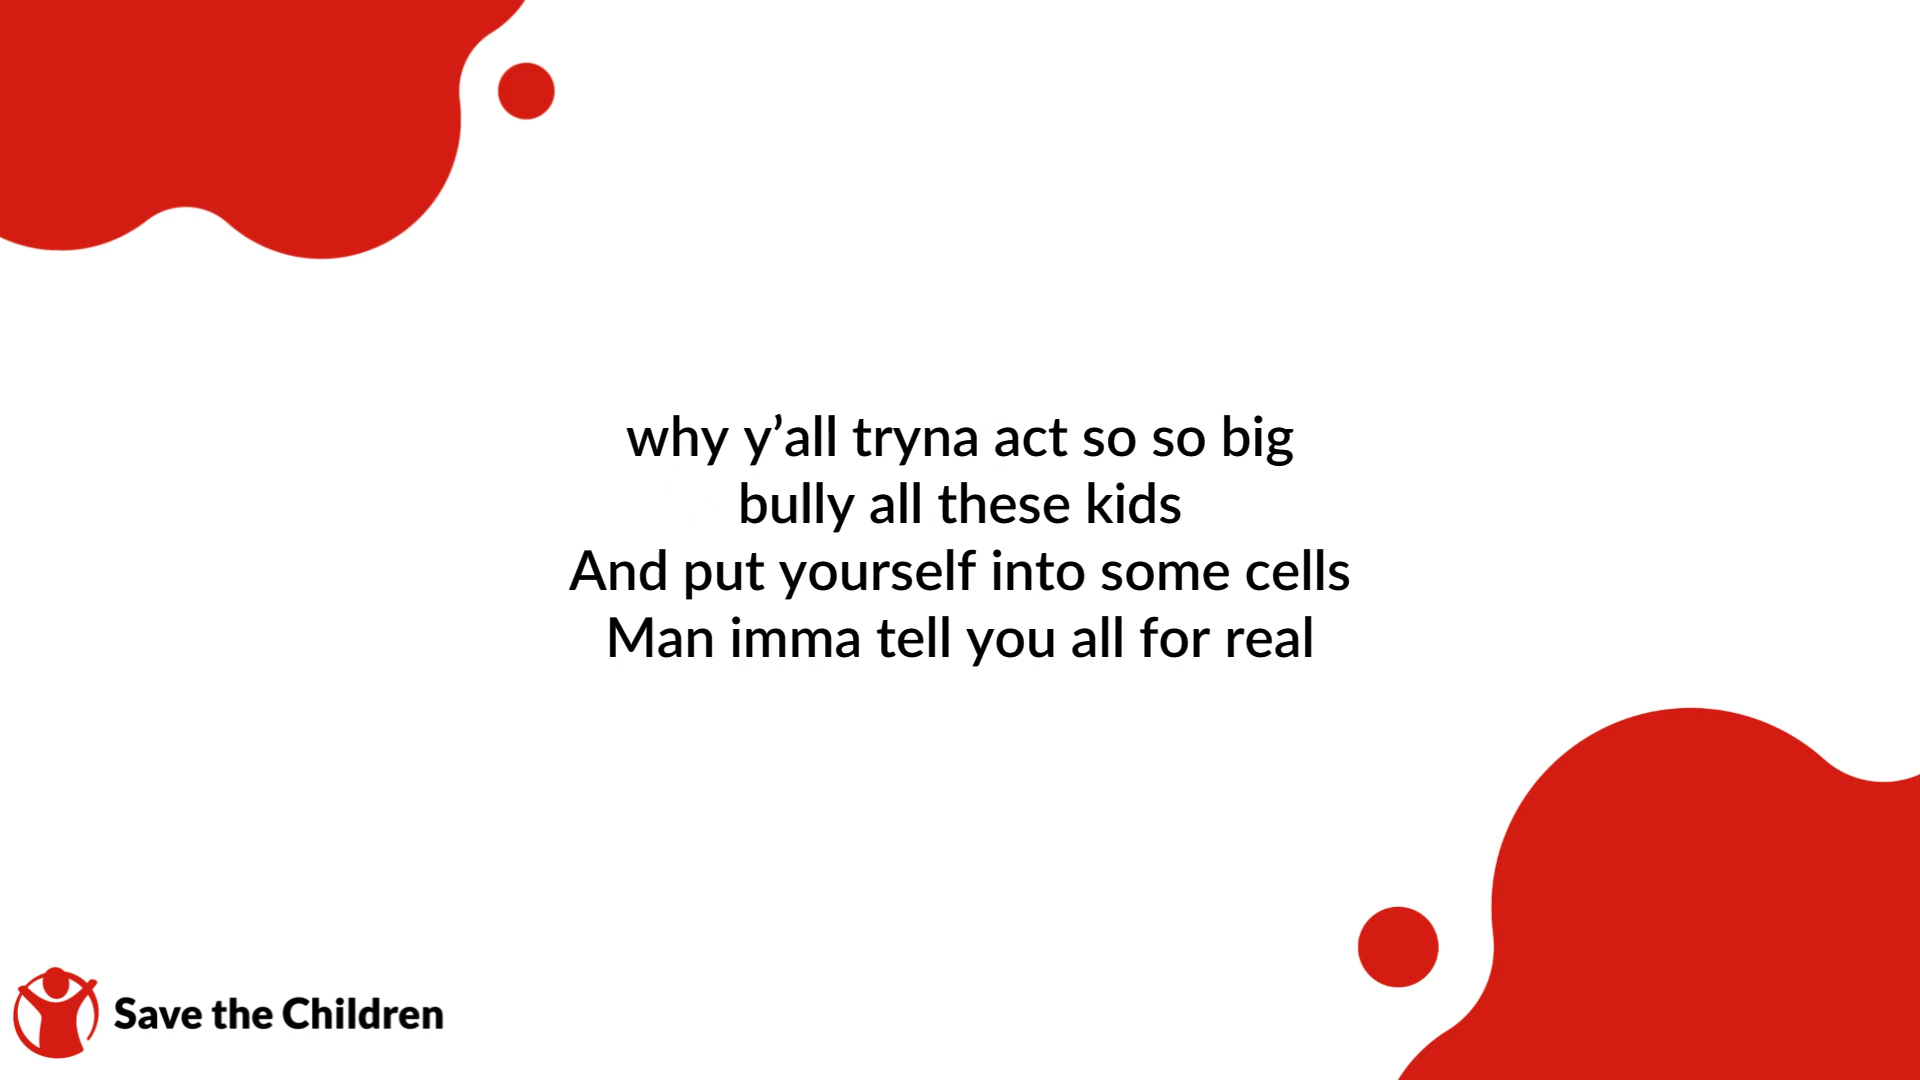 why y’all tryna act so so big
bully all these kids
And put yourself into some cells
Man imma tell you all for real
Save the Children